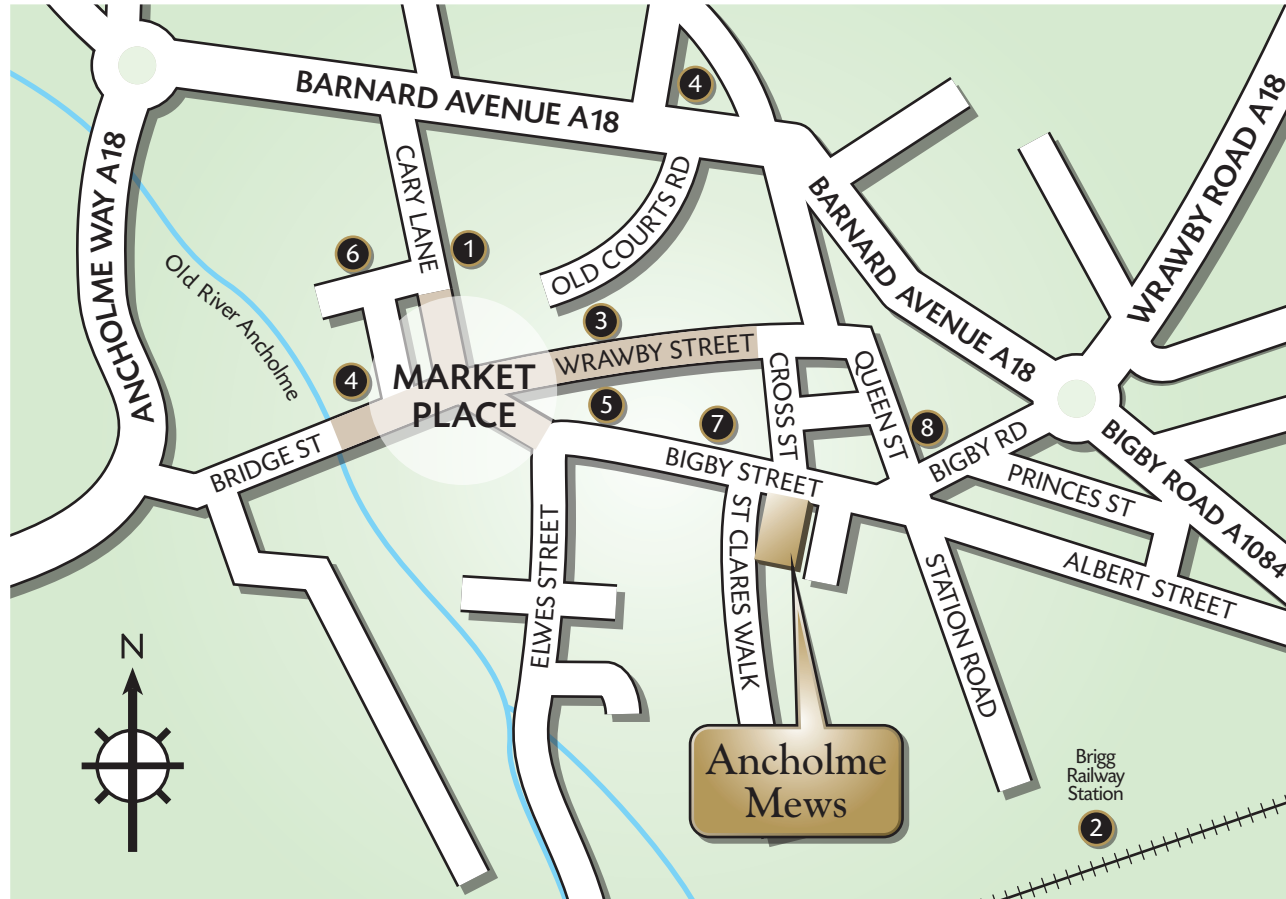 BARNARD AVENUE A18
4
ANCHOLME WAY A18
CARY LANE
WRAWBY ROAD A18
OLD COURTS RD
BARNARD AVENUE A18
6
1
Old River Ancholme
3
WRAWBY STREET
MARKET
PLACE
4
5
7
CROSS ST
QUEEN ST
8
BRIDGE ST
BIGBY STREET
BIGBY RD
PRINCES ST
BIGBY ROAD A1084
ALBERT STREET
ELWES STREET
ST CLARES WALK
STATION ROAD
N
Ancholme
Mews
Brigg
Railway
Station
2